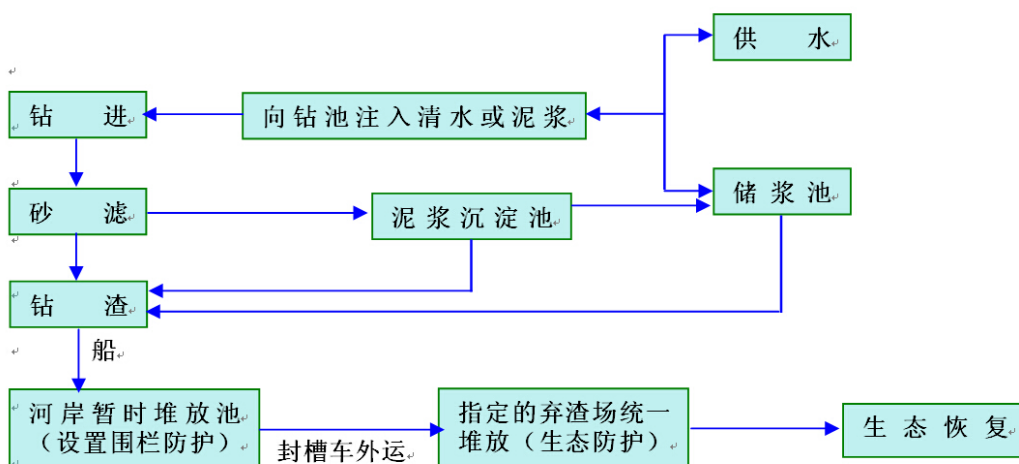 供 水
钻 进
向钻池注入清水或泥浆
砂 滤
泥浆沉淀池
储浆池
钻 渣
船
河岸暂时堆放池
（设置围栏防护）
封槽车外运
指定的弃渣场统一
堆放（生态防护）
生态恢复